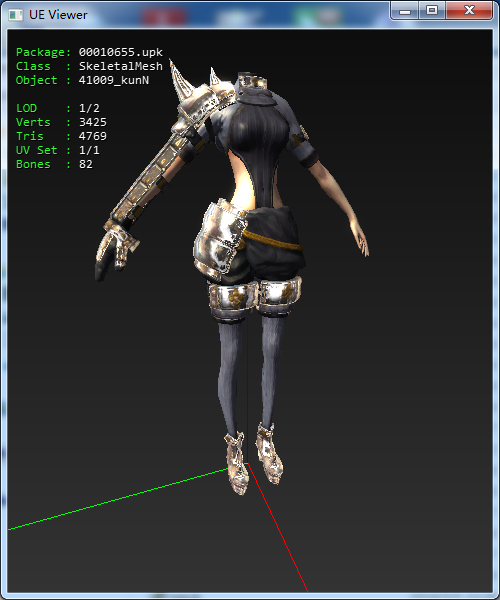 UE Viewer
Package: 00010655.upk
Class : SkeletalMesh
Object : 41009_kunN
LOD : 1/2
Verts : 3425
Tris : 4769
UV Set : 1/1
Bones : 82